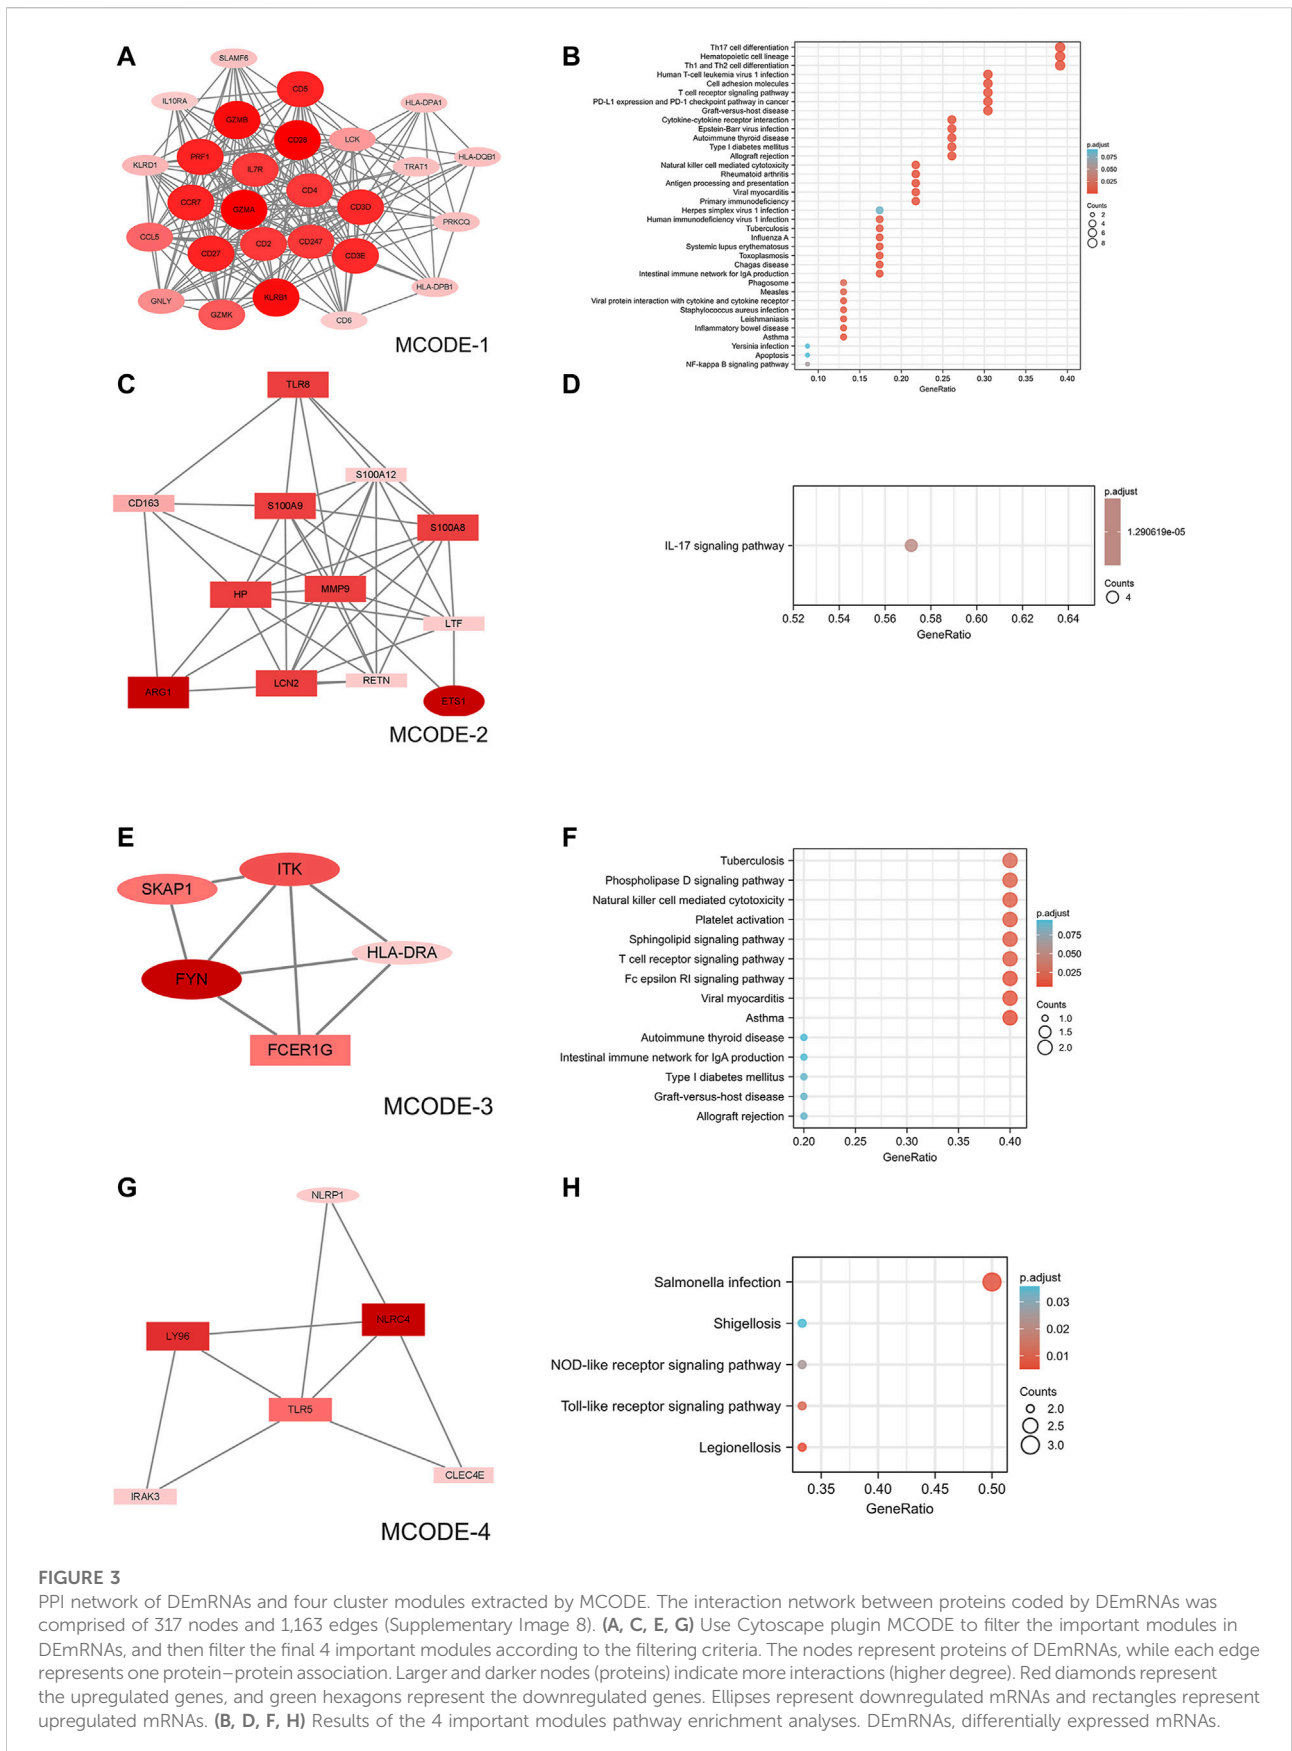 A
SLAMF6
CD5
IL10RA
HLA-DPA1
GZMB
CD28
LCK
PRF1
HLA-DQB1
KLRD1
IL7R
TRAT1
CD4
CCR7
GZMA
CD3D
PRKCQ
CCL5
CD27
CD2
CD247
CD3E
HLA-DPB1
KLRB1
GNLY
GZMK
CD6
MCODE-1
B
Th17 cell differentiation
Hematopoietic cell lineage
Th1 and Th2 cell differentiation
Human T-cell leukemia virus 1 infection
Cell adhesion molecules
T cell receptor signaling pathway
PD-L1 expression and PD-1 checkpoint pathway in cancer
Graft-versus-host disease
Cytokine-cytokine receptor interaction
Epstein-Barr virus infection
Autoimmune thyroid disease
Type I diabetes mellitus
Allograft rejection
Natural killer cell mediated cytotoxicity
Rheumatoid arthritis
Antigen processing and presentation
Viral myocarditis
Primary immunodeficiency
Herpes simplex virus 1 infection
Human immunodeficiency virus 1 infection
Tuberculosis
Influenza A
Systemic lupus erythematosus
Toxoplasmosis
Chagas disease
Intestinal immune network for IgA production
Phagosome
Measles
Viral protein interaction with cytokine and cytokine receptor
Staphylococcus aureus infection
Leishmaniasis
Inflammatory bowel disease
Asthma
Yersinia infection
Apoptosis
NF-kappa B signaling pathway
0.10 0.15 0.20 0.25 0.30 0.35 0.40
GeneRatio
p.adjust
0.075
0.050
0.025
Counts
2
4
6
8
C
TLR8
S100A12
CD163
S100A9
S100A8
HP
MMP9
LTF
ARG1
LCN2
RETN
ETS1
MCODE-2
D
IL-17 signaling pathway
0.52 0.54 0.56 0.58 0.60 0.62 0.64
GeneRatio
p.adjust
1.290619e-05
Counts
4
E
ITK
SKAP1
HLA-DRA
FYN
FCER1G
MCODE-3
F
Tuberculosis
Phospholipase D signaling pathway
Natural killer cell mediated cytotoxicity
Platelet activation
Sphingolipid signaling pathway
T cell receptor signaling pathway
Fc epsilon RI signaling pathway
Viral myocarditis
Asthma
Autoimmune thyroid disease
Intestinal immune network for IgA production
Type I diabetes mellitus
Graft-versus-host disease
Allograft rejection
0.20 0.25 0.30 0.35 0.40
GeneRatio
p.adjust
0.075
0.050
0.025
Counts
1.0
1.5
2.0
G
NLRP1
NLRC4
LY96
TLR5
CLEC4E
IRAK3
MCODE-4
H
Salmonella infection
Shigellosis
NOD-like receptor signaling pathway
Toll-like receptor signaling pathway
Legionellosis
0.35 0.40 0.45 0.50
GeneRatio
p.adjust
0.03
0.02
0.01
Counts
2.0
2.5
3.0
FIGURE 3
PPI network of DEmRNAs and four cluster modules extracted by MCODE. The interaction network between proteins coded by DEmRNAs was
comprised of 317 nodes and 1,163 edges (Supplementary Image 8). (A, C, E, G) Use Cytoscape plugin MCODE to filter the important modules in
DEmRNAs, and then filter the final 4 important modules according to the filtering criteria. The nodes represent proteins of DEmRNAs, while each edge
represents one protein–protein association. Larger and darker nodes (proteins) indicate more interactions (higher degree). Red diamonds represent
the upregulated genes, and green hexagons represent the downregulated genes. Ellipses represent downregulated mRNAs and rectangles represent
upregulated mRNAs. (B, D, F, H) Results of the 4 important modules pathway enrichment analyses. DEmRNAs, differentially expressed mRNAs.